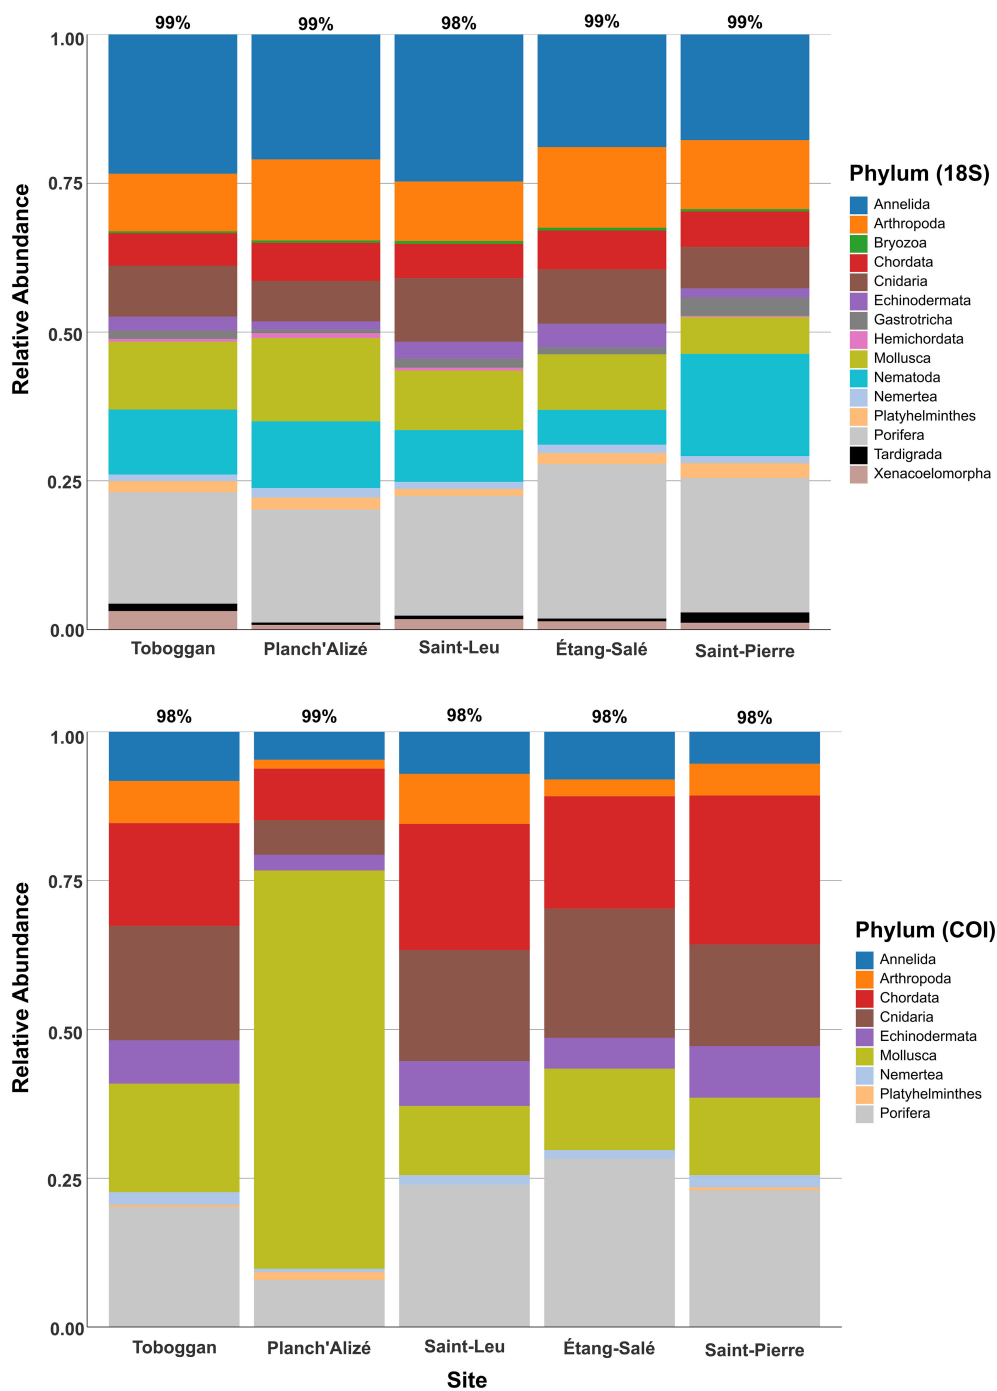 99% 99% 98% 99% 99%
1.00
0.75
0.50
0.25
0.00
Relative Abundance
Toboggan Planch'Alizé Saint-Leu Étang-Salé Saint-Pierre
Phylum (18S)
Annelida
Arthropoda
Bryozoa
Chordata
Cnidaria
Echinodermata
Gastrotricha
Hemichordata
Mollusca
Nematoda
Nemertea
Platyhelminthes
Porifera
Tardigrada
Xenacoelomorpha
98% 99% 98% 98% 98%
1.00
0.75
0.50
0.25
0.00
Relative Abundance
Toboggan Planch'Alizé Saint-Leu Étang-Salé Saint-Pierre
Site
Phylum (COI)
Annelida
Arthropoda
Chordata
Cnidaria
Echinodermata
Mollusca
Nemertea
Platyhelminthes
Porifera